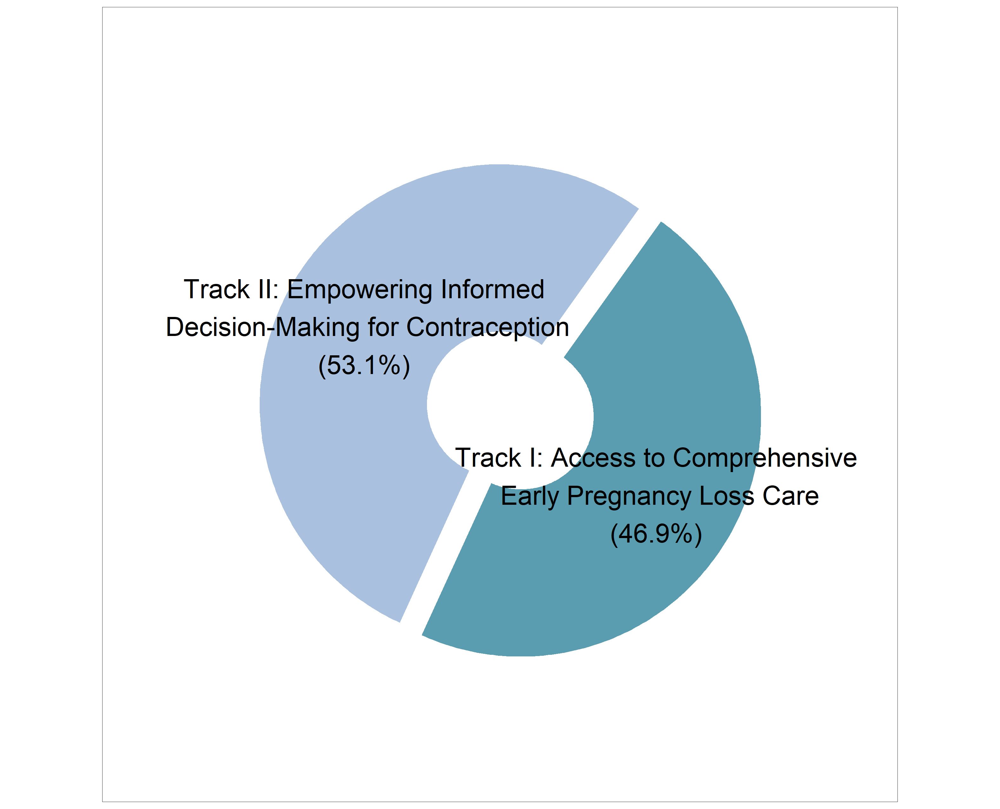 Track II: Empowering Informed
Decision-Making for Contraception
(53.1%)
Track I: Access to Comprehensive
Early Pregnancy Loss Care
(46.9%)